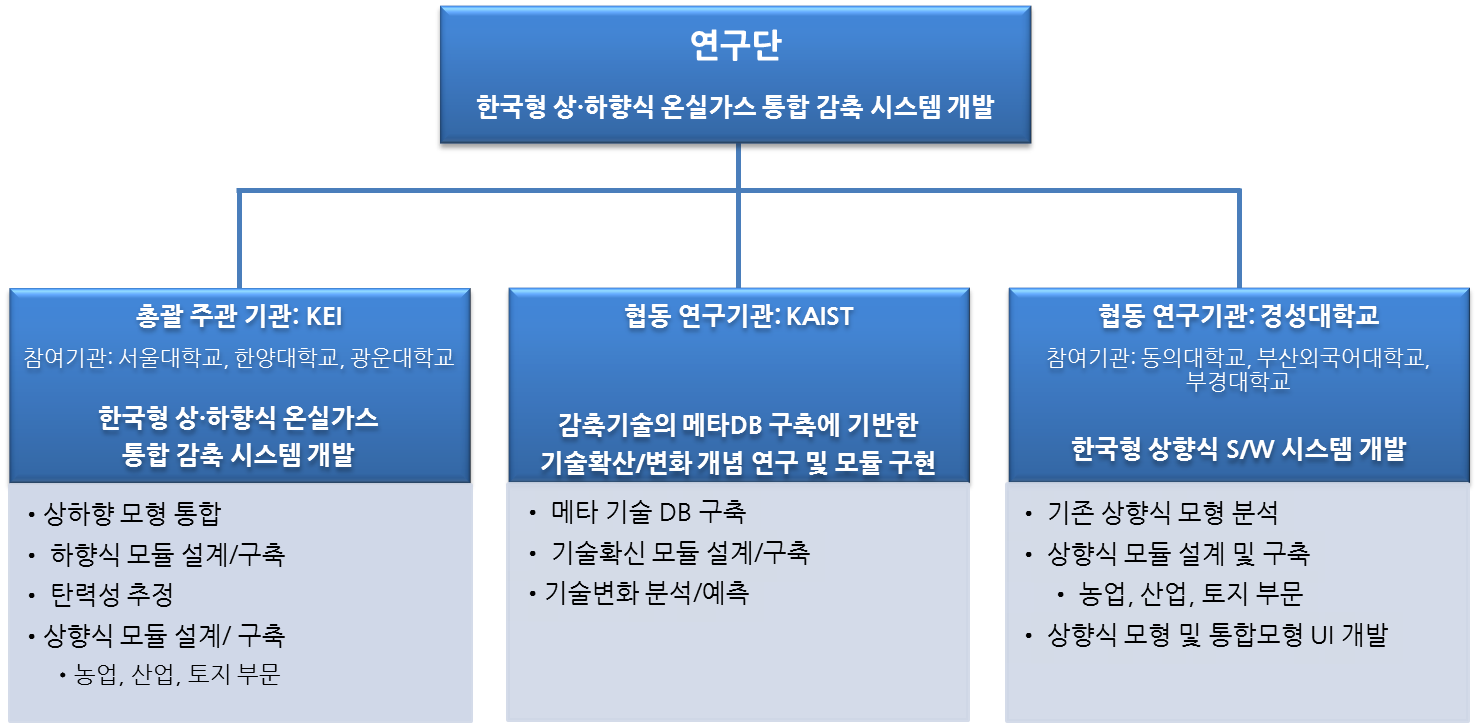 연구단
한국형 상·하향식 온실가스 통합 감축 시스템 개발
총괄 주관 기관: KEI
참여기관: 서울대학교, 한양대학교, 광운대학교
한국형 상·하향식 온실가스
통합 감축 시스템 개발
• 상하향 모형 통합
• 하향식 모듈 설계/구축
• 탄력성 추정
• 상향식 모듈 설계/ 구축
• 농업, 산업, 토지 부문
협동 연구기관: KAIST
감축기술의 메타DB 구축에 기반한
기술확산/변화 개념 연구 및 모듈 구현
• 메타 기술 DB 구축
• 기술확신 모듈 설계/구축
• 기술변화 분석/예측
협동 연구기관: 경성대학교
참여기관: 동의대학교, 부산외국어대학교,
부경대학교
한국형 상향식 S/W 시스템 개발
• 기존 상향식 모형 분석
• 상향식 모듈 설계 및 구축
• 농업, 산업, 토지 부문
• 상향식 모형 및 통합모형 UI 개발